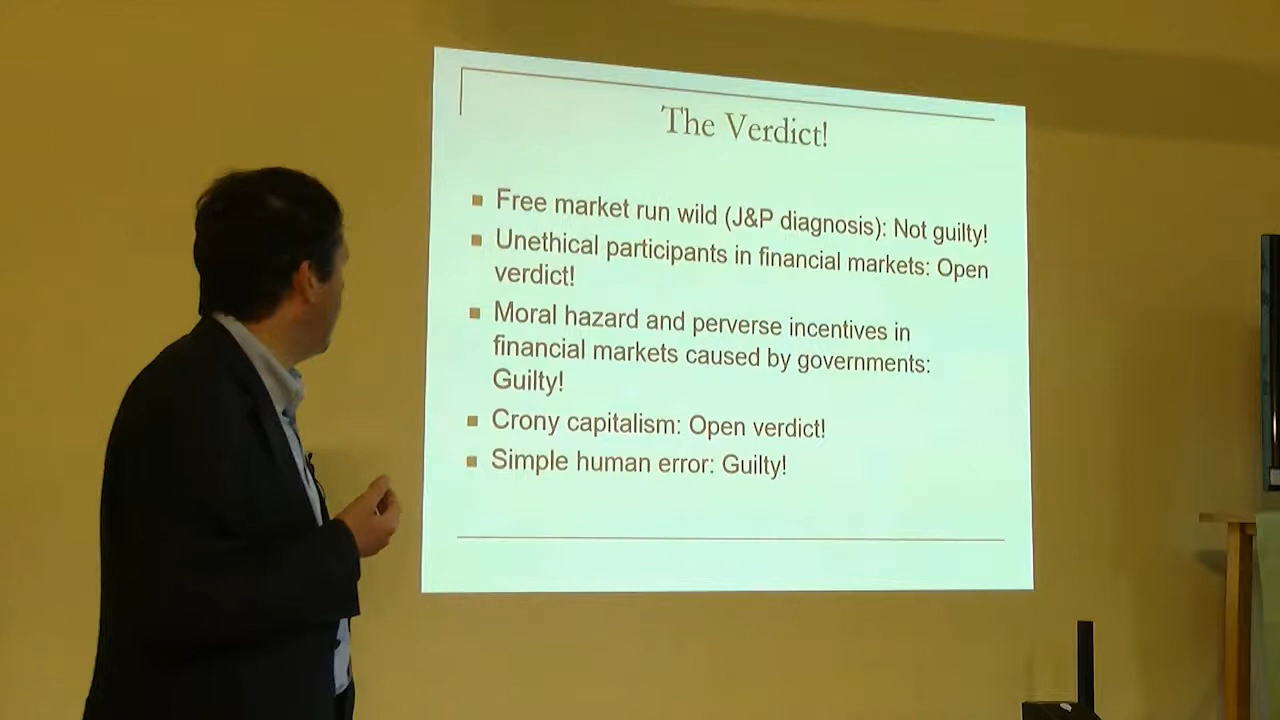 The Verdict!
Free market run wild (J&P diagnosis): Not guilty!
Unethical participants in financial markets: Open
verdict!
Moral hazard and perverse incentives in
financial markets caused by governments:
Guilty!
Crony capitalism: Open verdict!
Simple human error: Guilty!